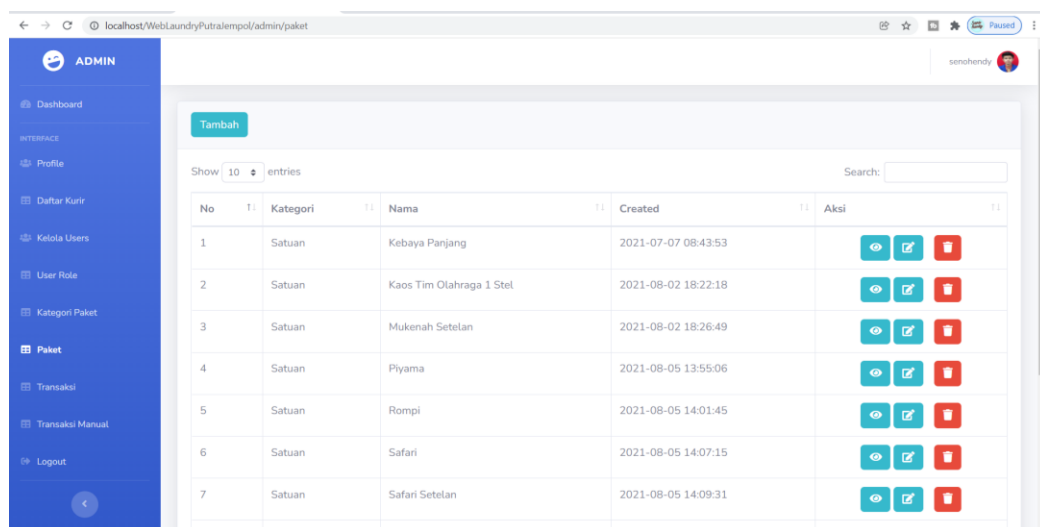 localhost/WebLaundryPutraJempol/admin/paket
Paused
ADMIN
senohendy
Dashboard
INTERFACE
Profile
Daftar Kurir
Kelola Users
User Role
Kategori Paket
Paket
Transaksi
Transaksi Manual
Logout
Tambah
Show 10 entries
Search:
No Kategori Nama Created Aksi
1 Satuan Kebaya Panjang 2021-07-07 08:43:53
2 Satuan Kaos Tim Olahraga 1 Stel 2021-08-02 18:22:18
3 Satuan Mukenah Setelan 2021-08-02 18:26:49
4 Satuan Piyama 2021-08-05 13:55:06
5 Satuan Rompi 2021-08-05 14:01:45
6 Satuan Safari 2021-08-05 14:07:15
7 Satuan Safari Setelan 2021-08-05 14:09:31